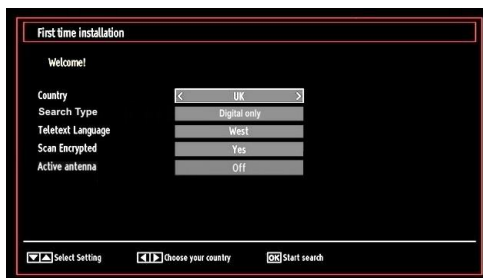 First time installation
Welcome!
Country < UK >
Search Type Digital only
Teletext Language West
Scan Encrypted Yes
Active antenna Off
Select Setting Choose your country OK Start search